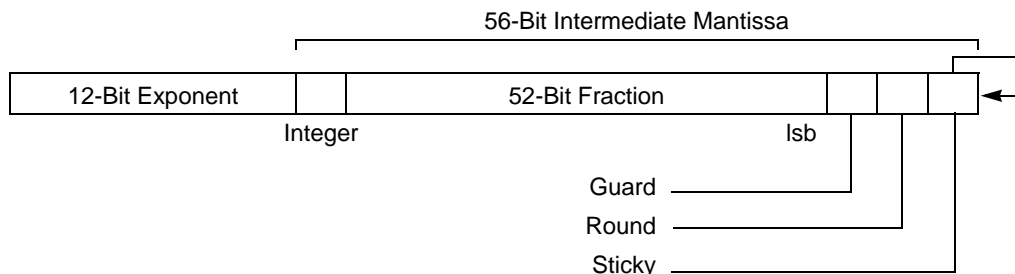 56-Bit Intermediate Mantissa
12-Bit Exponent 52-Bit Fraction
Integer lsb
Guard
Round
Sticky